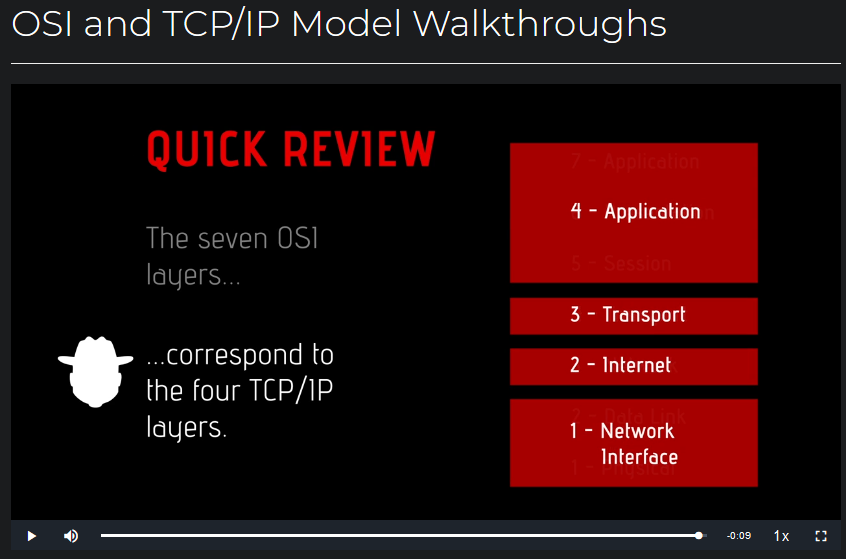 OSI and TCP/IP Model Walkthroughs
QUICK REVIEW
The seven OSI
layers...
...correspond to
the four TCP/IP
layers.
7 - Application
4 - Application
5 - Session
3 - Transport
2 - Internet
2 - Data Link
1 - Network
Interface
1 - Physical
-0:09
1x